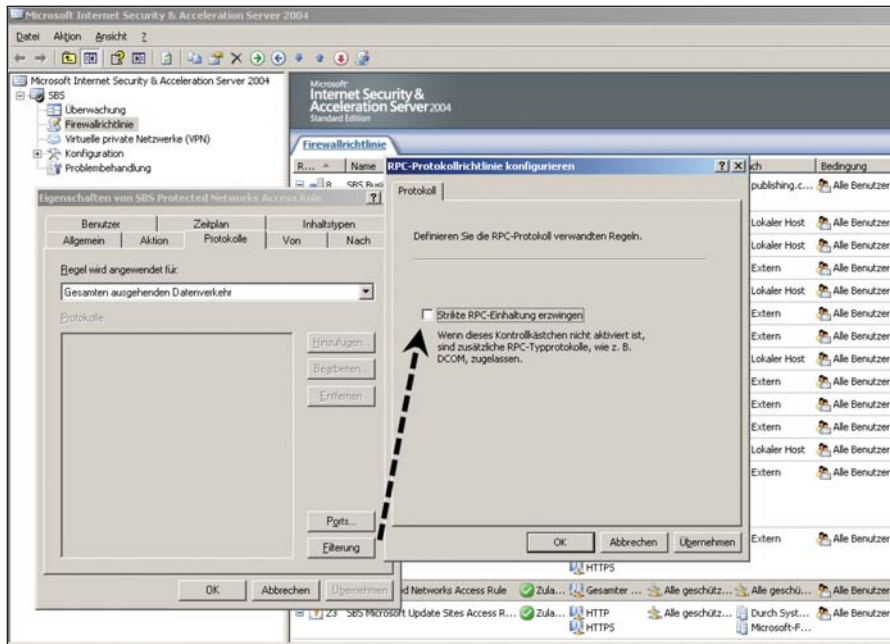 Microsoft Internet Security & Acceleration Server 2004
Datei Aktion Ansicht ?
Microsoft Internet Security & Acceleration Server 2004
SBS
Überwachung
Firewallrichtlinie
Virtuelle private Netzwerke (VPN)
Konfiguration
Problembehandlung
Microsoft
Internet Security &
Acceleration Server 2004
Standard Edition
Firewallrichtlinie
R... Name Bedingung
8 SBS
publishing.c... Alle Benutzer
Lokaler Host Alle Benutzer
Lokaler Host Alle Benutzer
Extern Alle Benutzer
Lokaler Host Alle Benutzer
Extern Alle Benutzer
Extern Alle Benutzer
Lokaler Host Alle Benutzer
Extern Alle Benutzer
Extern Alle Benutzer
Lokaler Host Alle Benutzer
Extern Alle Benutzer
Extern Alle Benutzer
HTTPS
ed Networks Access Rule Zula... Gesamter ... Alle geschütz... Alle geschü... Alle Benutzer
23 SBS Microsoft Update Sites Access R... Zula... HTTP Alle geschütz... Durch Syst... Alle Benutzer
HTTPS Microsoft-F...
Eigenschaften von SBS Protected Networks Access Rule ?
Benutzer Zeitplan Inhaltstypen
Allgemein Aktion Protokolle Von Nach
Regel wird angewendet für:
Gesamten ausgehenden Datenverkehr
Protokolle:
Hinzufügen...
Bearbeiten...
Entfernen
Ports...
Filterung
OK Abbrechen Übernehmen
RPC-Protokollrichtlinie konfigurieren ? X
Protokoll
Definieren Sie die RPC-Protokoll verwandten Regeln.
Strikte RPC-Einhaltung erzwingen
Wenn dieses Kontrollkästchen nicht aktiviert ist,
sind zusätzliche RPC-Typprotokolle, wie z. B.
DCOM, zugelassen.
OK Abbrechen Übernehmen